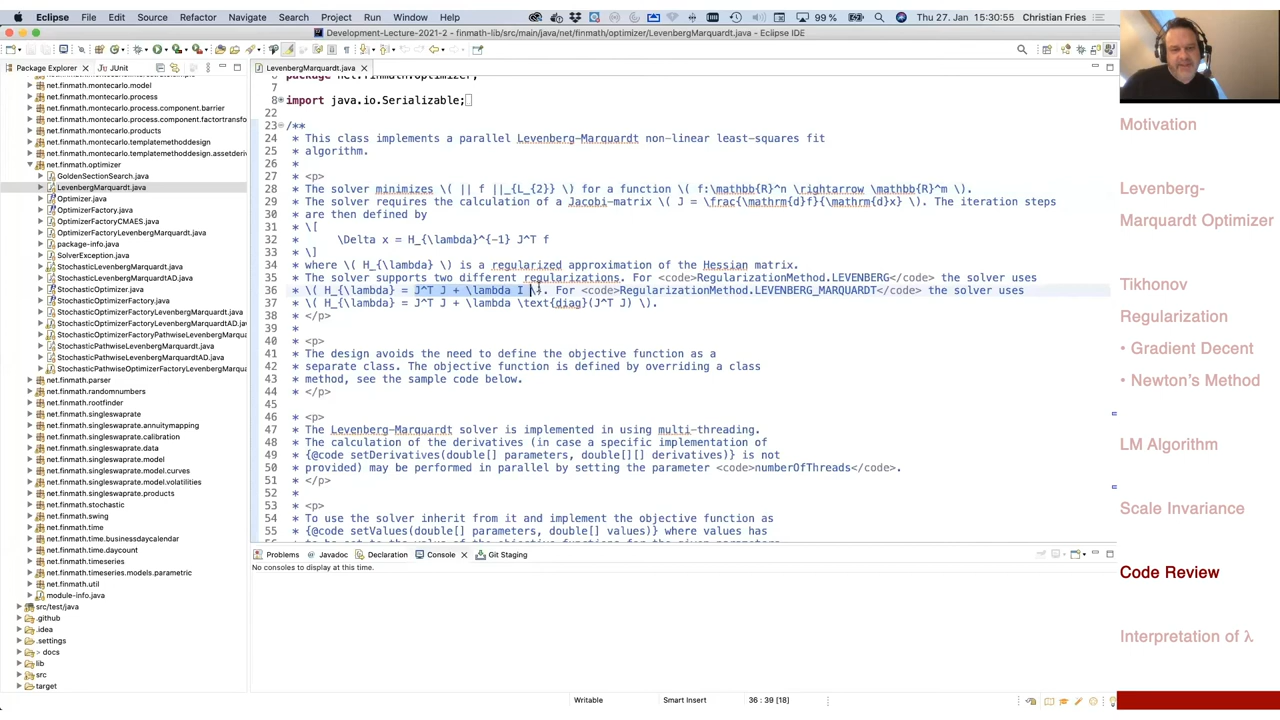 Eclipse File Edit Source Refactor Navigate Search Project Run Window Help 99 % Thu 27. Jan. 15:30:55 Christian Fries
Development-Lecture-2021-2 - finmath-lib/src/main/java/net/finmath/optimizer/LevenbergMarquardt.java - Eclipse IDE
Package Explorer JUnit
net.finmath.montecarlo.model
net.finmath.montecarlo.process
net.finmath.montecarlo.process.component.barrier
net.finmath.montecarlo.process.component.factortransfo
net.finmath.montecarlo.products
net.finmath.montecarlo.templatemethoddesign
net.finmath.montecarlo.templatemethoddesign.assetderiv
net.finmath.optimizer
GoldenSectionSearch.java
LevenbergMarquardt.java
Optimizer.java
OptimizerFactory.java
OptimizerFactoryCMAES.java
OptimizerFactoryLevenbergMarquardt.java
package-info.java
SolverException.java
StochasticLevenbergMarquardt.java
StochasticLevenbergMarquardtAD.java
StochasticOptimizer.java
StochasticOptimizerFactory.java
StochasticOptimizerFactoryLevenbergMarquardt
StochasticOptimizerFactoryLevenbergMarquardtAD
StochasticOptimizerFactoryPathwiseLevenbergMarqu
StochasticPathwiseLevenbergMarquardt.java
StochasticPathwiseLevenbergMarquardtAD.java
StochasticPathwiseOptimizerFactoryLevenbergMarqua
net.finmath.parser
net.finmath.randomnumbers
net.finmath.rootfinder
net.finmath.singleswaprate
net.finmath.singleswaprate.annuitymapping
net.finmath.singleswaprate.calibration
net.finmath.singleswaprate.data
net.finmath.singleswaprate.model
net.finmath.singleswaprate.model.curves
net.finmath.singleswaprate.model.volatilities
net.finmath.singleswaprate.products
net.finmath.stochastic
net.finmath.swing
net.finmath.time
net.finmath.time.businessdaycalendar
net.finmath.time.daycount
net.finmath.timeseries
net.finmath.timeseries.models.parametric
net.finmath.util
module-info.java
src/test/java
.github
.idea
.settings
> docs
lib
src
target
LevenbergMarquardt.java
6 package net.finmath.optimizer;
7
8 import java.io.Serializable;
22
23 /**
24 * This class implements a parallel Levenberg-Marquardt non-linear least-squares fit
25 * algorithm.
26 *
27 * <p>
28 * The solver minimizes \( || f ||_{L_{2}} \) for a function \( f:\mathbb{R}^n \rightarrow \mathbb{R}^m \).
29 * The solver requires the calculation of a Jacobi-matrix \( J = \frac{\mathrm{d}f}{\mathrm{d}x} \). The iteration steps
30 * are then defined by
31 * \[
32 * \Delta x = H_{\lambda}^{-1} J^T f
33 * \]
34 * where \( H_{\lambda} \) is a regularized approximation of the Hessian matrix.
35 * The solver supports two different regularizations. For <code>RegularizationMethod.LEVENBERG</code> the solver uses
36 * \( H_{\lambda} = J^T J + \lambda I \). For <code>RegularizationMethod.LEVENBERG_MARQUARDT</code> the solver uses
37 * \( H_{\lambda} = J^T J + \lambda \text{diag}(J^T J) \).
38 * </p>
39 *
40 * <p>
41 * The design avoids the need to define the objective function as a
42 * separate class. The objective function is defined by overriding a class
43 * method, see the sample code below.
44 * </p>
45 *
46 * <p>
47 * The Levenberg-Marquardt solver is implemented in using multi-threading.
48 * The calculation of the derivatives (in case a specific implementation of
49 * {@code setDerivatives(double[] parameters, double[][] derivatives)} is not
50 * provided) may be performed in parallel by setting the parameter <code>numberOfThreads</code>.
51 * </p>
52 *
53 * <p>
54 * To use the solver inherit from it and implement the objective function as
55 * {@code setValues(double[] parameters, double[] values)} where values has
Problems Javadoc Declaration Console Git Staging
No consoles to display at this time.
Writable Smart Insert 36 : 39 [18]
Motivation
Levenberg-
Marquardt Optimizer
Tikhonov
Regularization
• Gradient Decent
• Newton's Method
LM Algorithm
Scale Invariance
Code Review
Interpretation of λ